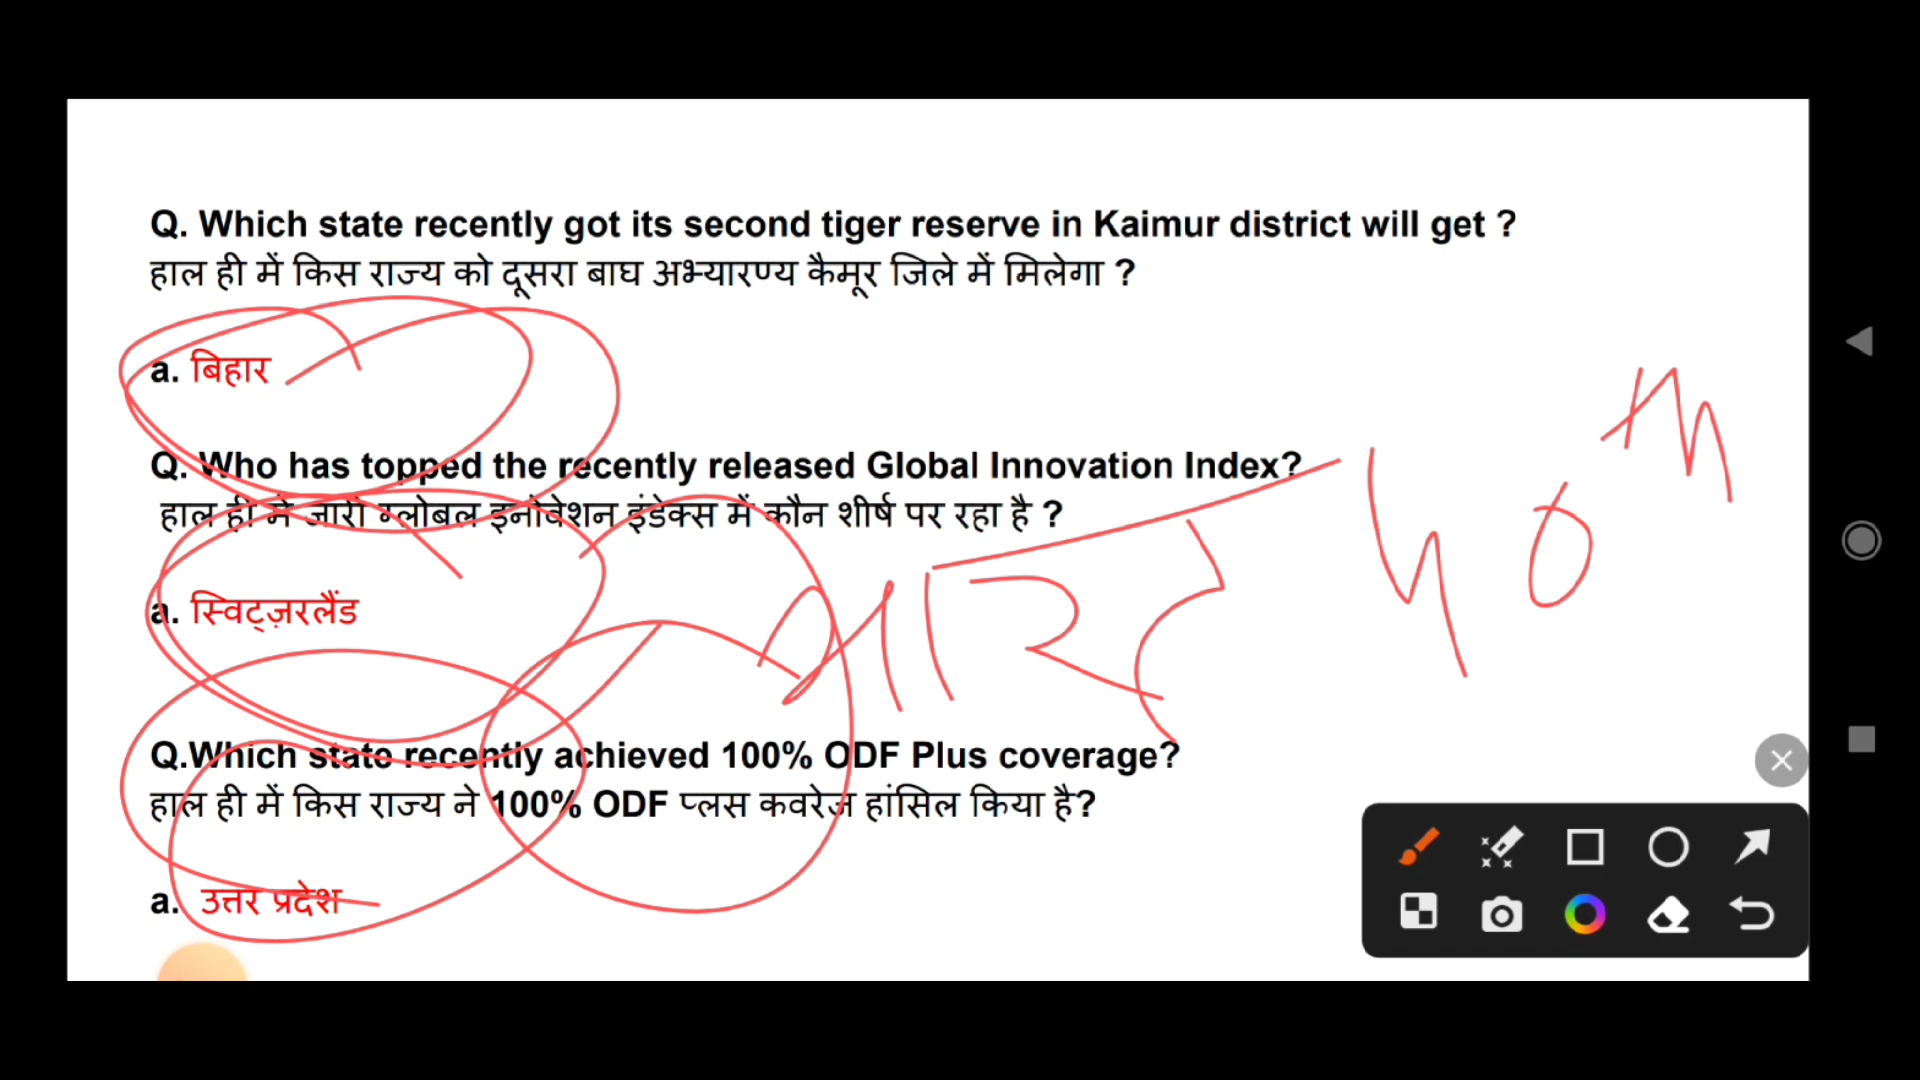 Q. Which state recently got its second tiger reserve in Kaimur district will get ?
हाल ही में किस राज्य को दूसरा बाघ अभ्यारण्य कैमूर जिले में मिलेगा ?
a. बिहार
Q. Who has topped the recently released Global Innovation Index?
हाल ही में जारी ग्लोबल इनोवेशन इंडेक्स में कौन शीर्ष पर रहा है ?
a. स्विट्ज़रलैंड
भारत 40th
Q.Which state recently achieved 100% ODF Plus coverage?
हाल ही में किस राज्य ने 100% ODF प्लस कवरेज हांसिल किया है?
a. उत्तर प्रदेश